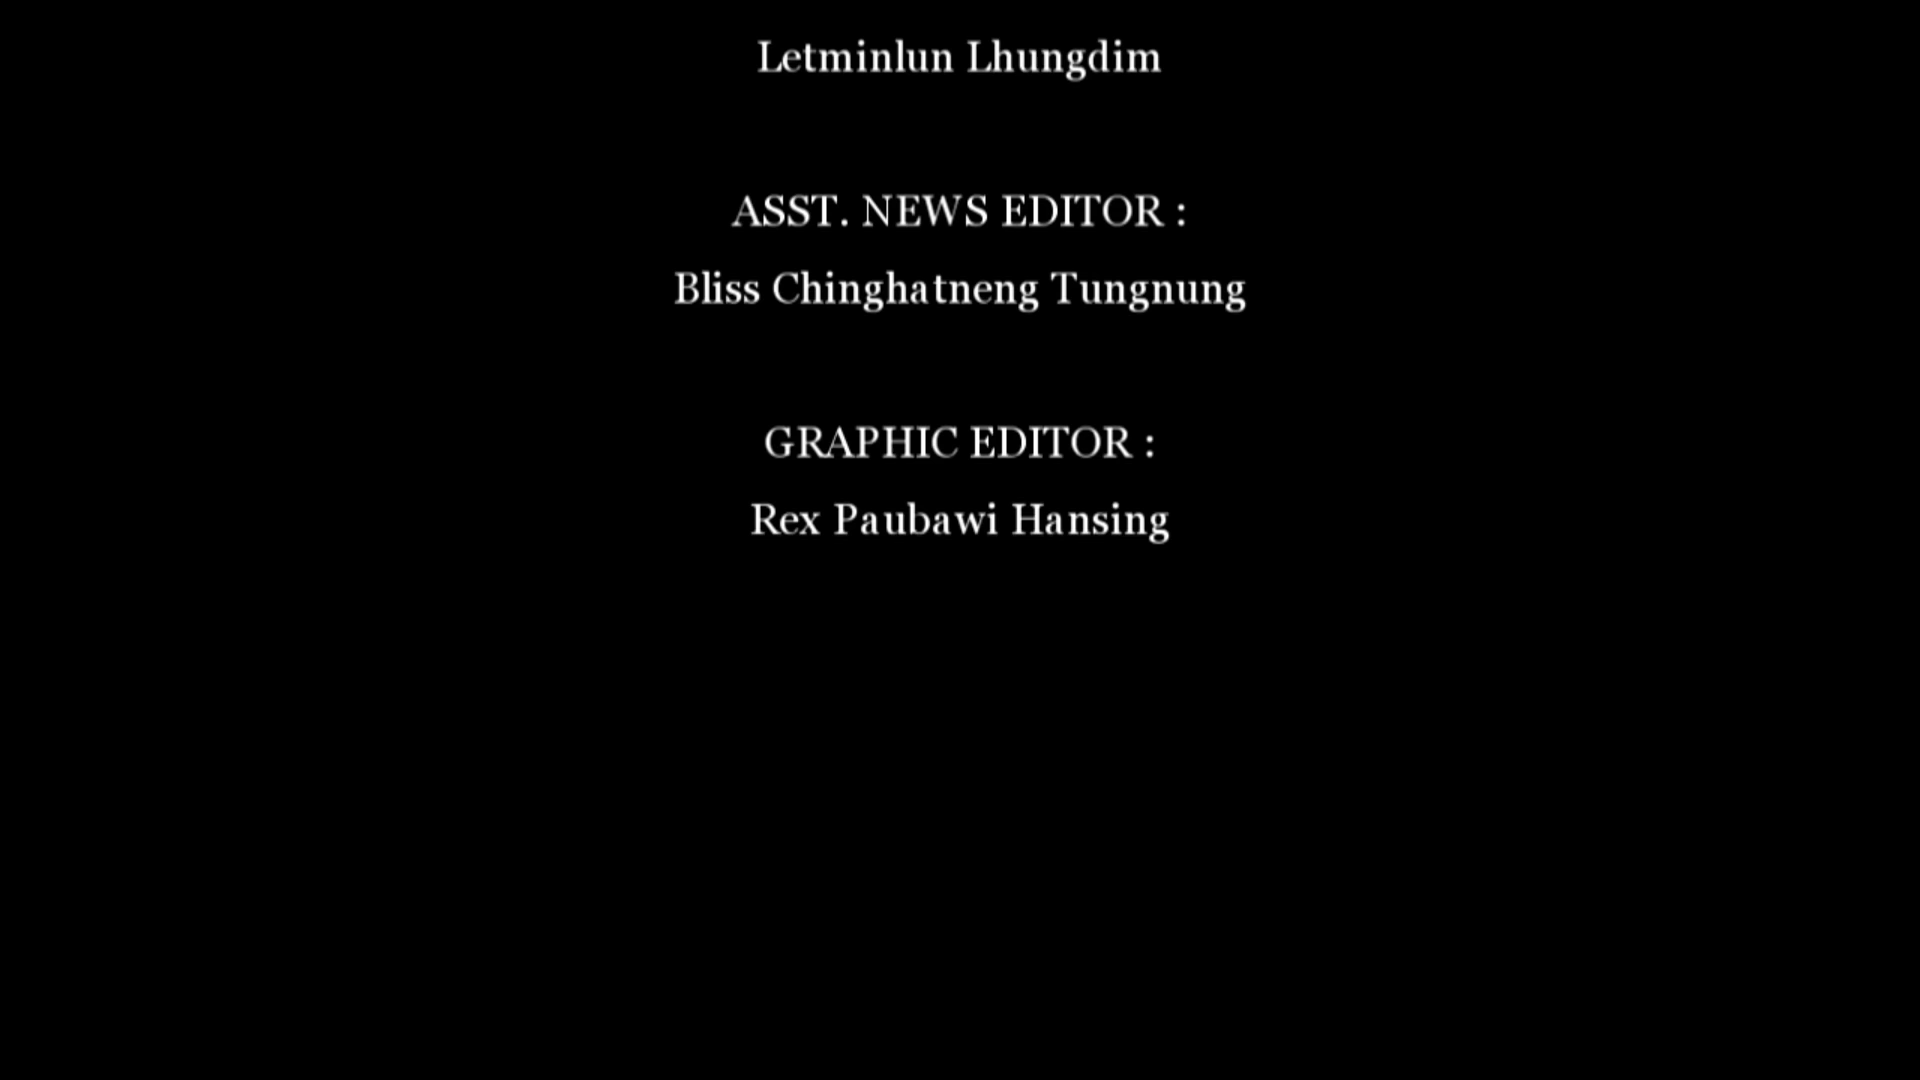 Letminlun Lhungdim
ASST. NEWS EDITOR :
Bliss Chinghatneng Tungnung
GRAPHIC EDITOR :
Rex Paubawi Hansing